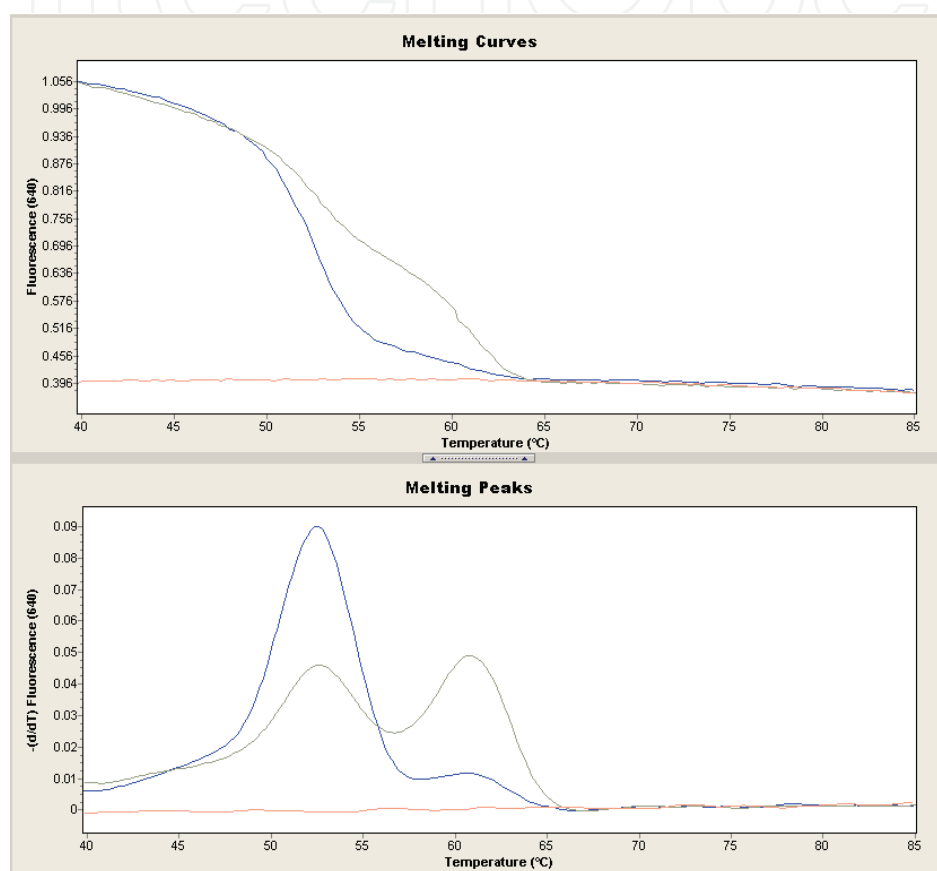 Melting Curves
Fluorescence (640)
1.056
0.996
0.936
0.876
0.816
0.756
0.696
0.636
0.576
0.516
0.456
0.396
40 45 50 55 60 65 70 75 80 85
Temperature (°C)
Melting Peaks
-(d/dT) Fluorescence (640)
0.09
0.08
0.07
0.06
0.05
0.04
0.03
0.02
0.01
0
40 45 50 55 60 65 70 75 80 85
Temperature (°C)